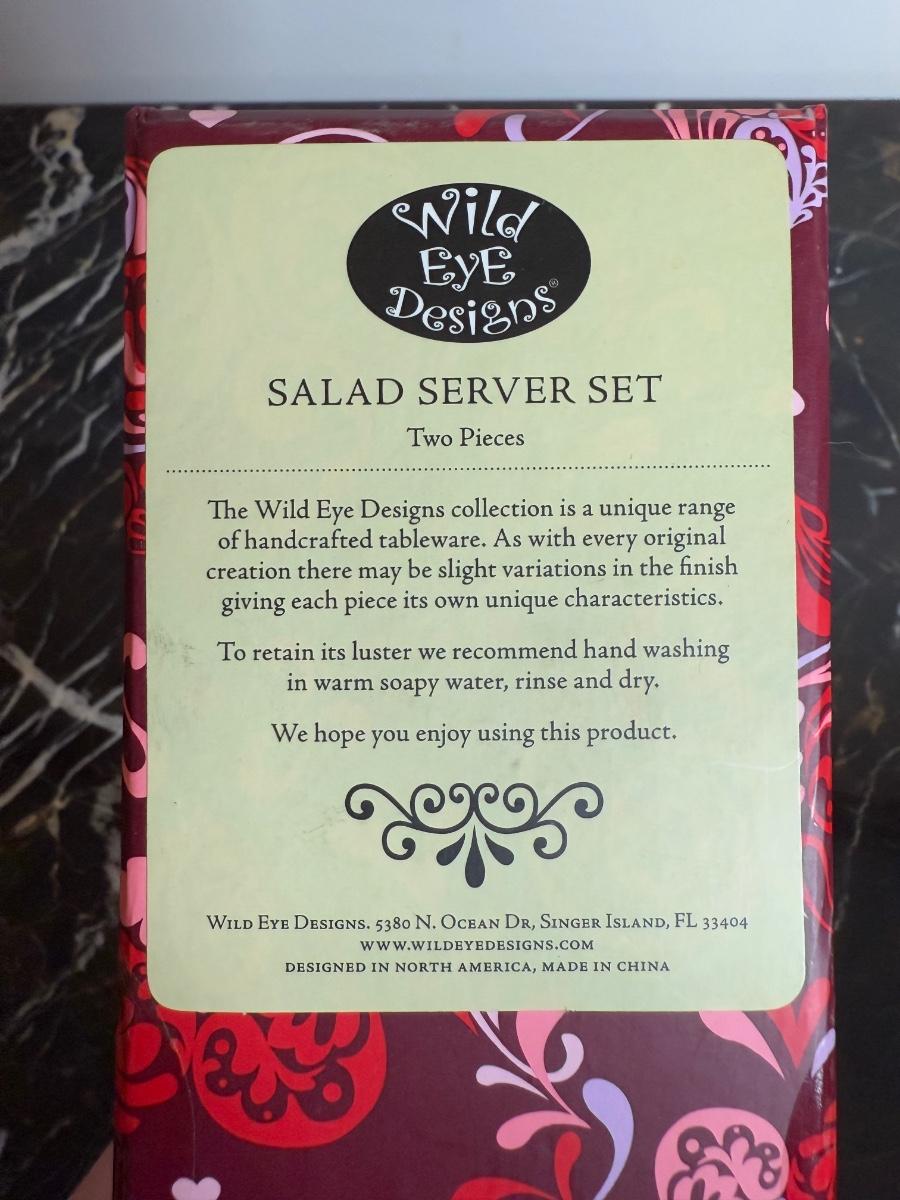 Wild
EyE
Designs®
SALAD SERVER SET
Two Pieces
The Wild Eye Designs collection is a unique range
of handcrafted tableware. As with every original
creation there may be slight variations in the finish
giving each piece its own unique characteristics.
To retain its luster we recommend hand washing
in warm soapy water, rinse and dry.
We hope you enjoy using this product.
Wild Eye Designs. 5380 N. Ocean Dr, Singer Island, FL 33404
www.wildeyedesigns.com
designed in north america, made in china